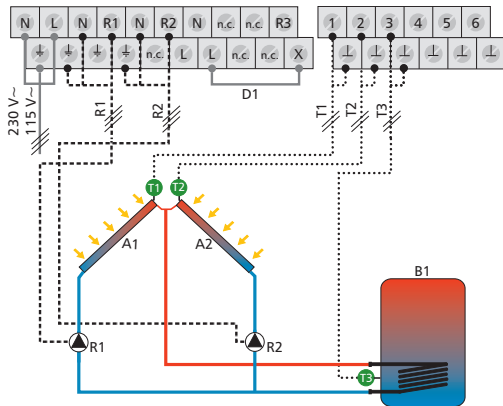 N L N R1 N R2 N n.c. n.c. R3
n.c. L L n.c. X
1 2 3 4 5 6
D1
230 V~
115 V~
R1
R2
T1
T2
T3
T1
T2
A1
A2
B1
R1
R2
T3